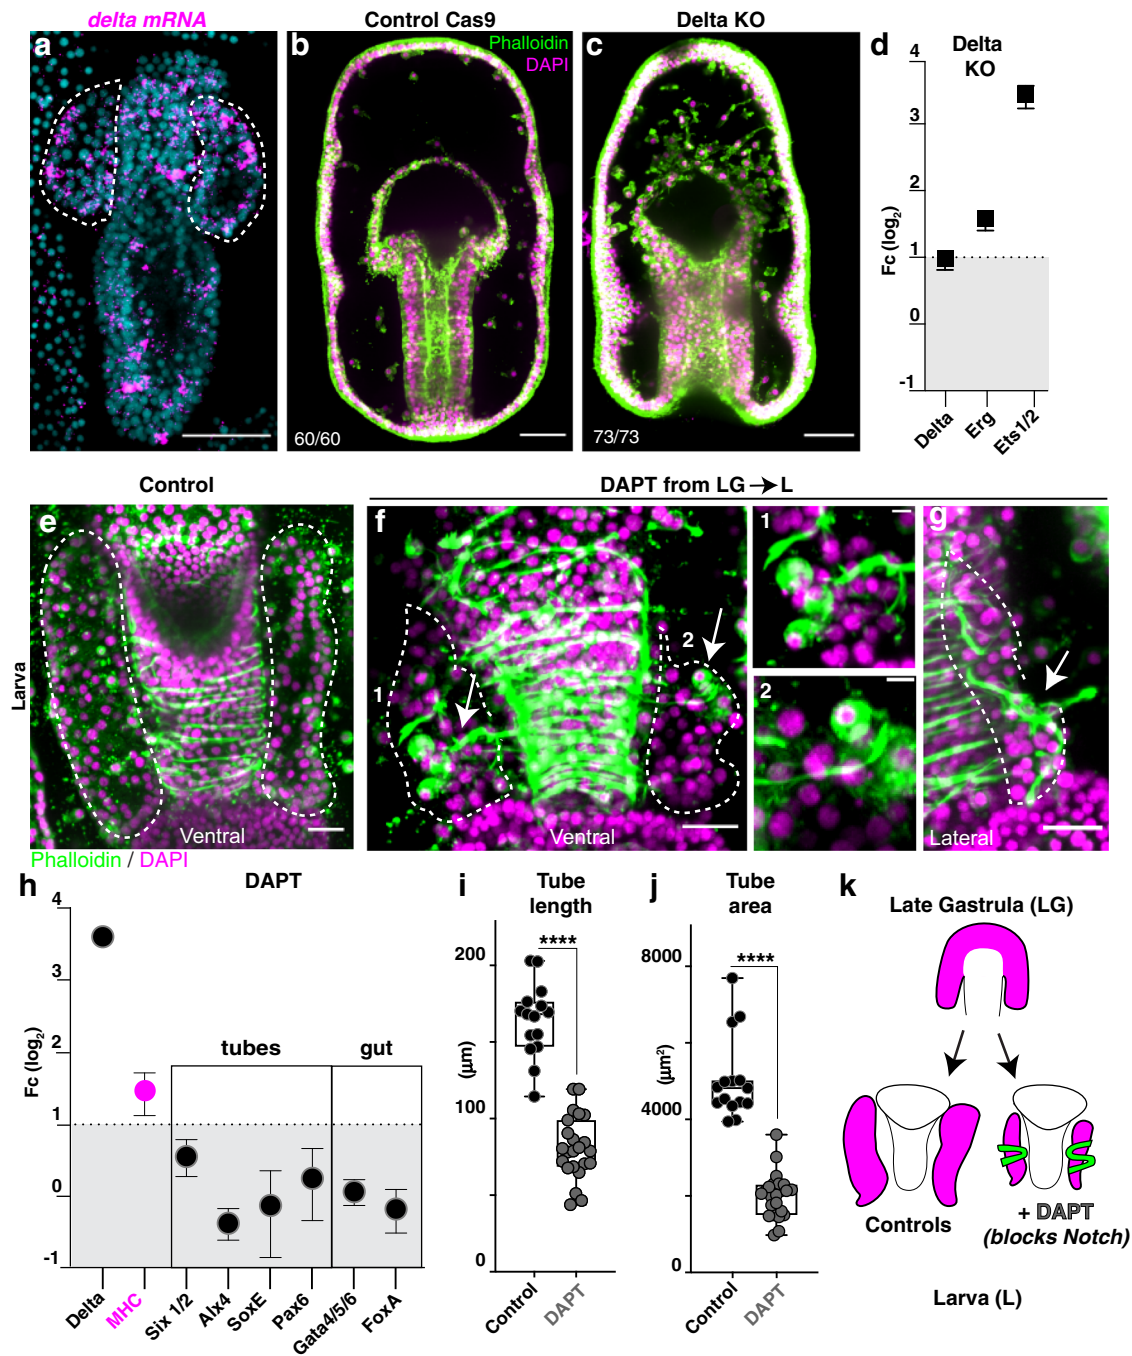 delta mRNA
Control Cas9
Delta KO
a
b
Phalloidin
DAPI
60/60
c
73/73
d
Delta
KO
4
3
2
1
0
-1
Fc (log2)
Delta
Erg
Ets1/2
Control
DAPT from LG → L
Larva
e
Ventral
Phalloidin / DAPI
f
1
2
Ventral
1
2
g
Lateral
h
DAPT
4
3
2
1
0
-1
Fc (log2)
tubes
gut
Delta
MHC
Six 1/2
Alx4
SoxE
Pax6
Gata4/5/6
FoxA
i
Tube
length
****
200
100
0
(µm)
Control
DAPT
j
Tube
area
****
8000
4000
0
(µm²)
Control
DAPT
k
Late Gastrula (LG)
Controls
+ DAPT
(blocks Notch)
Larva (L)